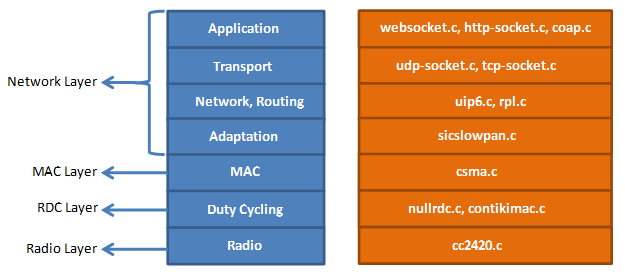 Application
websocket.c, http-socket.c, coap.c
Transport
udp-socket.c, tcp-socket.c
Network Layer
Network, Routing
uip6.c, rpl.c
Adaptation
sicslowpan.c
MAC Layer
MAC
csma.c
RDC Layer
Duty Cycling
nullrdc.c, contikimac.c
Radio Layer
Radio
cc2420.c